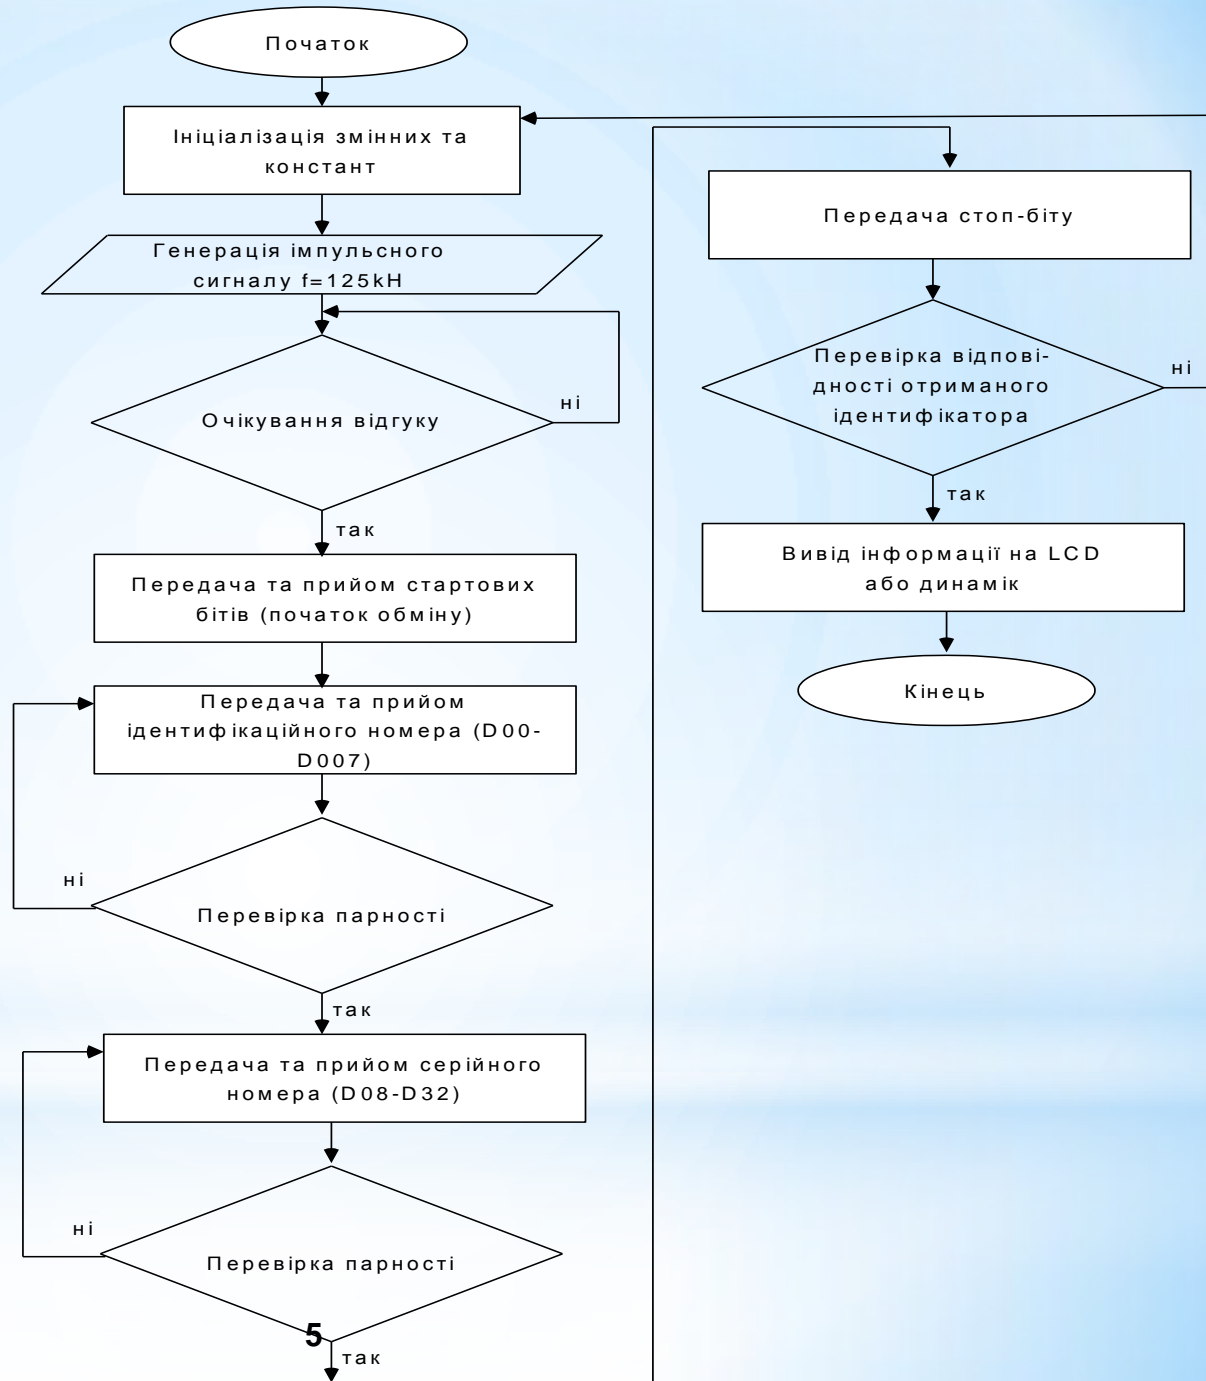 Початок
Ініціалізація змінних та
констант
Генерація імпульсного
сигналу f=125kH
Очікування відгуку
ні
так
Передача та прийом стартових
бітів (початок обміну)
Передача та прийом
ідентифікаційного номера (D00-
D007)
ні
Перевірка парності
так
Передача та прийом серійного
номера (D08-D32)
ні
Перевірка парності
5
так
Передача стоп-біту
Перевірка відпові-
дності отриманого
ідентифікатора
ні
так
Вивід інформації на LCD
або динамік
Кінець